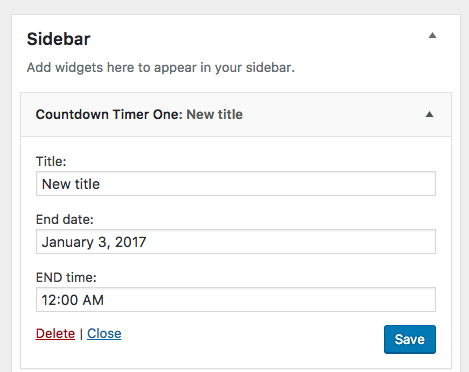 Sidebar
Add widgets here to appear in your sidebar.
Countdown Timer One: New title
Title:
New title
End date:
January 3, 2017
END time:
12:00 AM
Delete | Close
Save